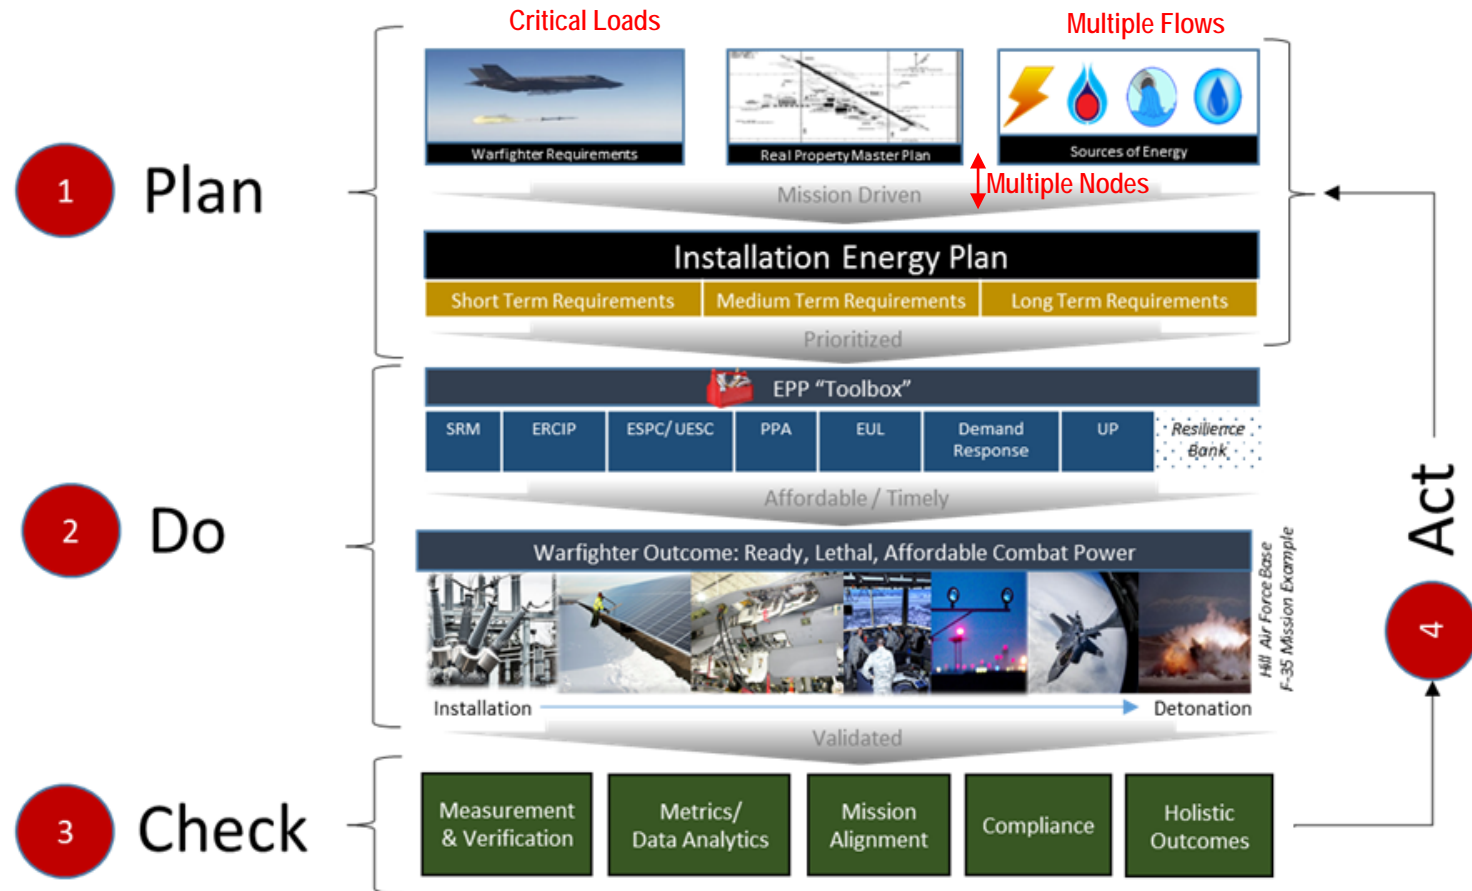 Critical Loads
Multiple Flows
Warfighter Requirements
Real Property Master Plan
Sources of Energy
1
Plan
Mission Driven
Multiple Nodes
Installation Energy Plan
Short Term Requirements
Medium Term Requirements
Long Term Requirements
Prioritized
EPP “Toolbox”
SRM
ERCIP
ESPC/ UESC
PPA
EUL
Demand
Response
UP
Resilience
Bank
Affordable / Timely
2
Do
Warfighter Outcome: Ready, Lethal, Affordable Combat Power
Hill Air Force Base
F-35 Mission Example
Installation
Detonation
Validated
3
Check
Measurement
& Verification
Metrics/
Data Analytics
Mission
Alignment
Compliance
Holistic
Outcomes
Act
4